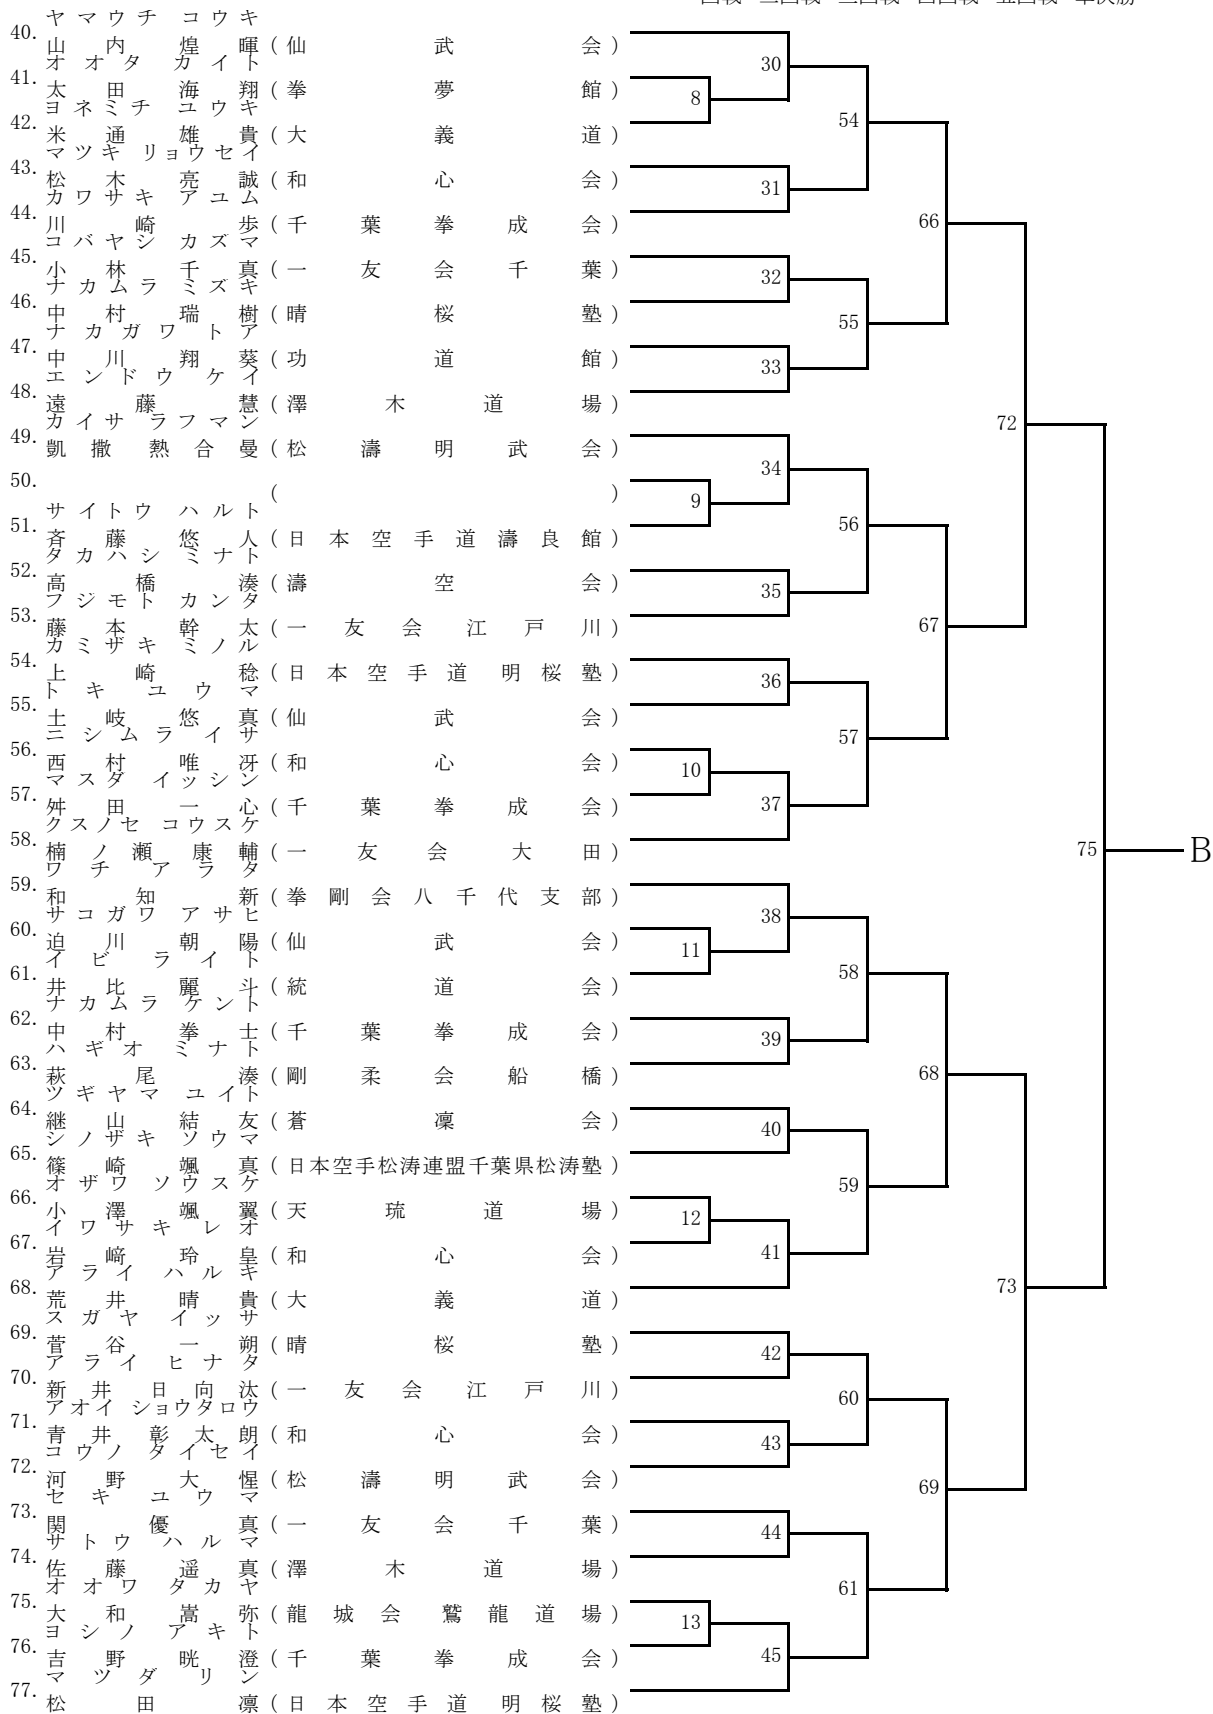 回戦 二回戦 三回戦 四回戦 五回戦 準決勝
ヤマウチ コウキ
40. 山内煌暉(仙武会)
オオタ カイト
41. 太田海翔(拳夢館)
ヨネミチ ユウキ
42. 米通雄貴(大義道)
マツキ リョウセイ
43. 松木亮誠(和心会)
カワサキ アユム
44. 川崎歩(千葉拳成会)
コバヤシ カズマ
45. 小林千真(一友会千葉)
ナカムラ ミズキ
46. 中村瑞樹(晴桜塾)
ナカガワ トア
47. 中川翔葵(功道館)
エンドウ ケイ
48. 遠藤慧(澤木道場)
カイサ ラフマン
49. 凱撒熱合曼(松濤明武会)
50. ( )
サイトウ ハルト
51. 斉藤悠人(日本空手道濤良館)
タカハシ ミナト
52. 高橋湊(濤空会)
フジモト カンタ
53. 藤本幹太(一友会江戸川)
カミザキ ミノル
54. 上崎稔(日本空手道 明桜塾)
トキ ユウマ
55. 土岐悠真(仙武会)
ニシムラ イサ
56. 西村唯冴(和心会)
マスダ イッシン
57. 舛田一心(千葉拳成会)
クスノセ コウスケ
58. 楠ノ瀬康輔(一友会大田)
ワチ アラタ
59. 和知新(拳剛会八千代支部)
サコガワ アサヒ
60. 迫川朝陽(仙武会)
イビ ライト
61. 井比麗斗(統道会)
ナカムラ ケント
62. 中村拳士(千葉拳成会)
ハギオ ミナト
63. 萩尾湊(剛柔会船橋)
ツギヤマ ユイト
64. 継山結友(蒼凜会)
シノザキ ソウマ
65. 篠崎颯真(日本空手松涛連盟千葉県松涛塾)
オザワ ソウスケ
66. 小澤颯翼(天琉道場)
イワサキ レオ
67. 岩﨑玲皇(和心会)
アライ ハルキ
68. 荒井晴貴(大義道)
スガヤ イッサ
69. 菅谷一朔(晴桜塾)
アライ ヒナタ
70. 新井日向汰(一友会江戸川)
アオイ ショウタロウ
71. 青井彰太朗(和心会)
コウノ タイセイ
72. 河野大惺(松濤明武会)
セキ ユウマ
73. 関優真(一友会千葉)
サトウ ハルマ
74. 佐藤遥真(澤木道場)
オオワ タカヤ
75. 大和嵩弥(龍城会 鷲龍道場)
ヨシノ アキト
76. 吉野晄澄(千葉拳成会)
マツダ リン
77. 松田凛(日本空手道 明桜塾)
8
9
10
11
12
13
30
31
32
33
34
35
36
37
38
39
40
41
42
43
44
45
54
55
56
57
58
59
60
61
66
67
68
69
72
73
75
B